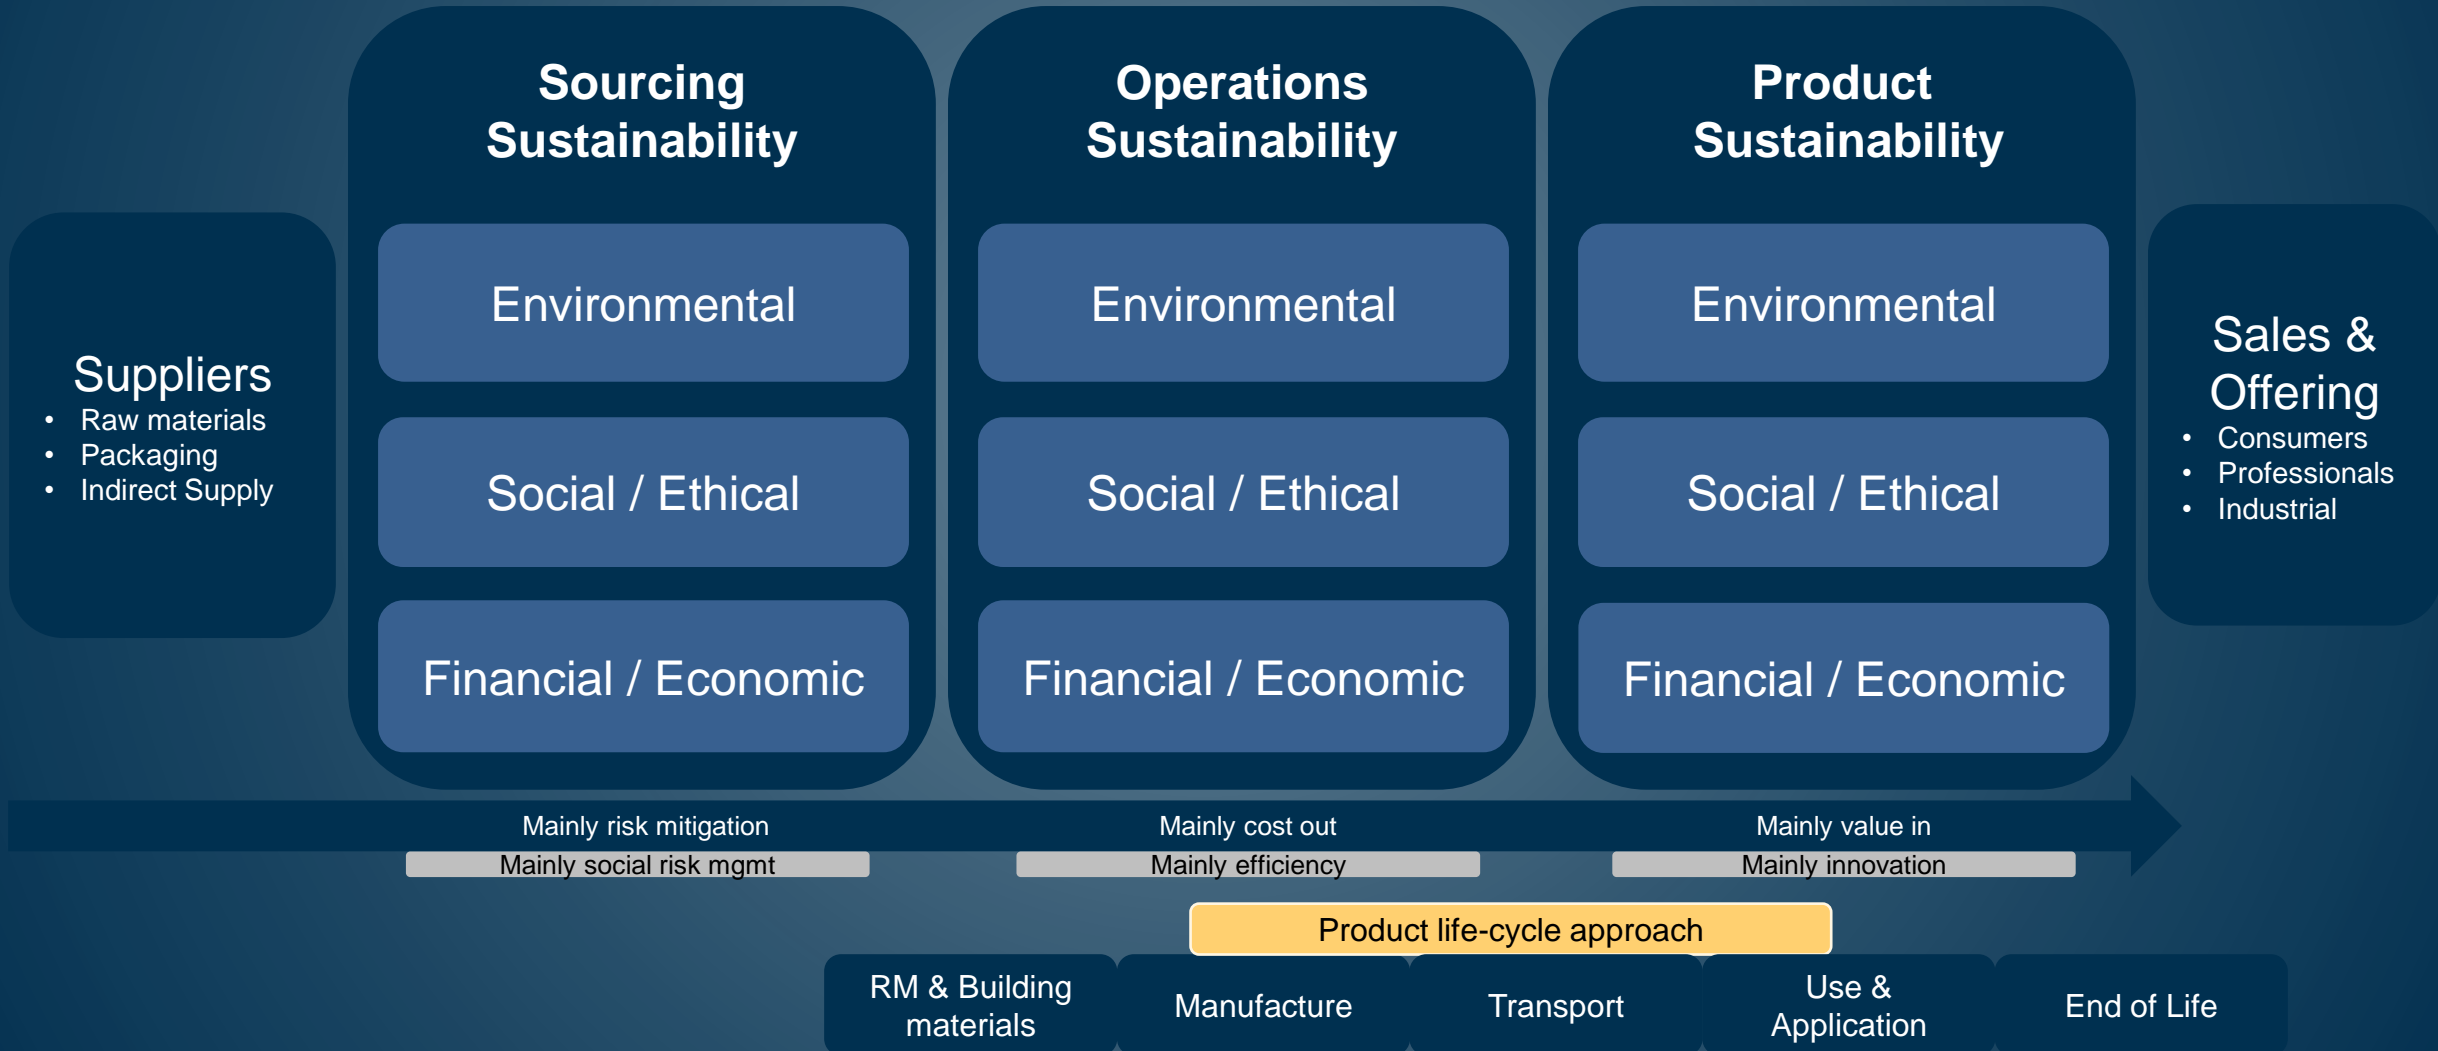 Suppliers
• Raw materials
• Packaging
• Indirect Supply
Sourcing
Sustainability
Environmental
Social / Ethical
Financial / Economic
Operations
Sustainability
Environmental
Social / Ethical
Financial / Economic
Product
Sustainability
Environmental
Social / Ethical
Financial / Economic
Sales &
Offering
• Consumers
• Professionals
• Industrial
Mainly risk mitigation
Mainly cost out
Mainly value in
Mainly social risk mgmt
Mainly efficiency
Mainly innovation
Product life-cycle approach
RM & Building
materials
Manufacture
Transport
Use &
Application
End of Life